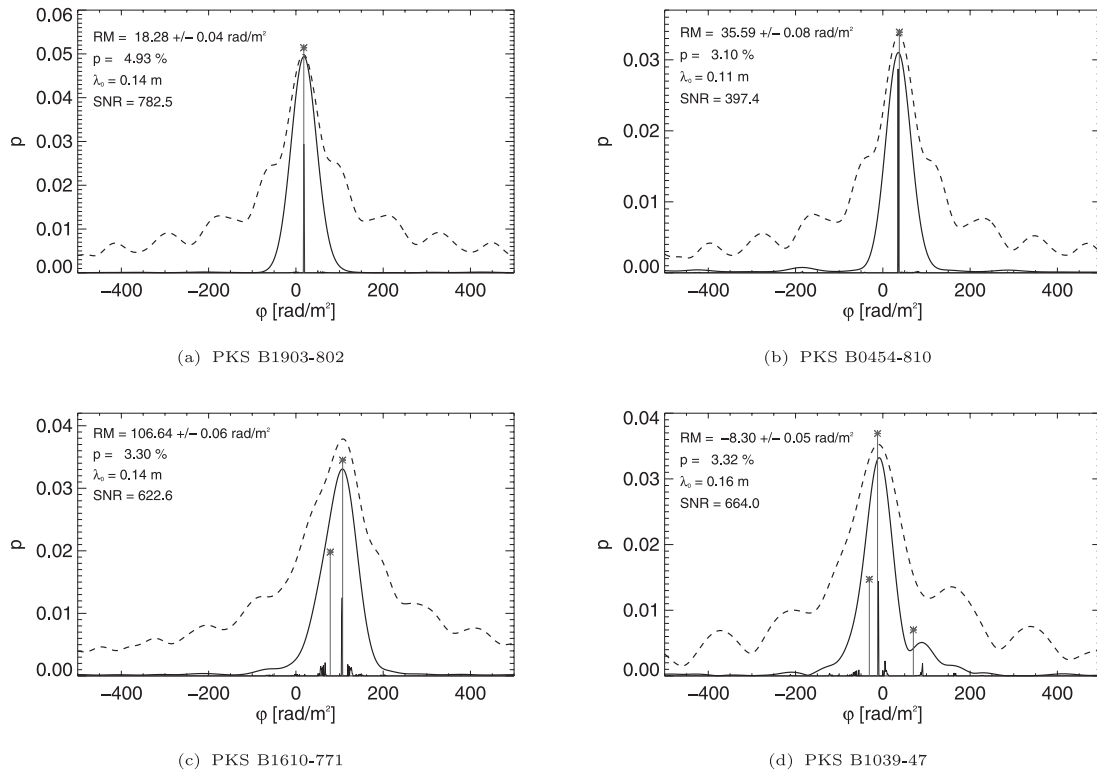 RM = 18.28 +/- 0.04 rad/m²
p = 4.93 %
λ₀ = 0.14 m
SNR = 782.5
p
0.06
0.05
0.04
0.03
0.02
0.01
0.00
−400 −200 0 200 400
φ [rad/m²]
(a) PKS B1903-802
RM = 35.59 +/- 0.08 rad/m²
p = 3.10 %
λ₀ = 0.11 m
SNR = 397.4
p
0.03
0.02
0.01
0.00
−400 −200 0 200 400
φ [rad/m²]
(b) PKS B0454-810
RM = 106.64 +/- 0.06 rad/m²
p = 3.30 %
λ₀ = 0.14 m
SNR = 622.6
p
0.04
0.03
0.02
0.01
0.00
−400 −200 0 200 400
φ [rad/m²]
(c) PKS B1610-771
RM = −8.30 +/- 0.05 rad/m²
p = 3.32 %
λ₀ = 0.16 m
SNR = 664.0
p
0.04
0.03
0.02
0.01
0.00
−400 −200 0 200 400
φ [rad/m²]
(d) PKS B1039-47